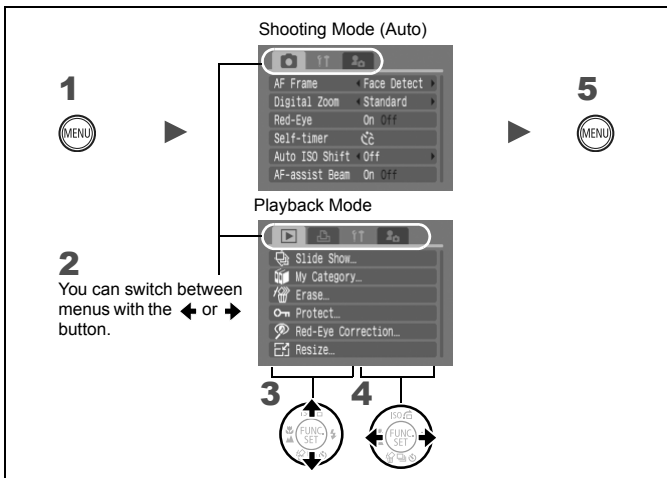 Shooting Mode (Auto)
1
MENU
AF Frame Face Detect
Digital Zoom Standard
Red-Eye On Off
Self-timer
Auto ISO Shift Off
AF-assist Beam On Off
5
MENU
Playback Mode
2
You can switch between
menus with the or
button.
Slide Show...
My Category...
Erase...
Protect...
Red-Eye Correction...
Resize...
3
4
ISO
FUNC.
SET
ISO
FUNC.
SET